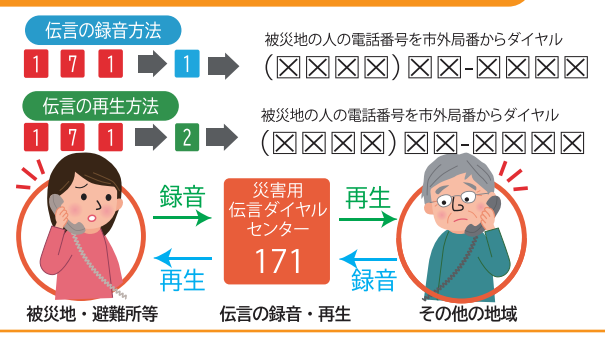 伝言の録音方法
被災地の人の電話番号を市外局番からダイヤル
1 7 1 1 (☒☒☒☒)☒☒-☒☒☒☒
伝言の再生方法
被災地の人の電話番号を市外局番からダイヤル
1 7 1 2 (☒☒☒☒)☒☒-☒☒☒☒
録音
災害用
伝言ダイヤル
センター
171
再生
再生
録音
被災地・避難所等
伝言の録音・再生
その他の地域